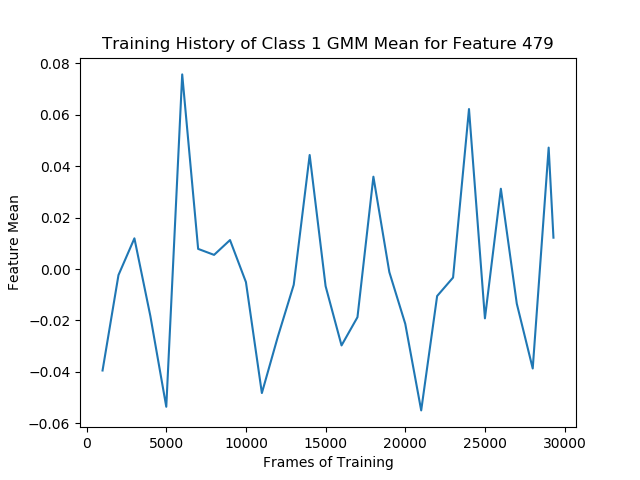 Training History of Class 1 GMM Mean for Feature 479
0.08
0.06
0.04
0.02
0.00
−0.02
−0.04
−0.06
Feature Mean
0 5000 10000 15000 20000 25000 30000
Frames of Training